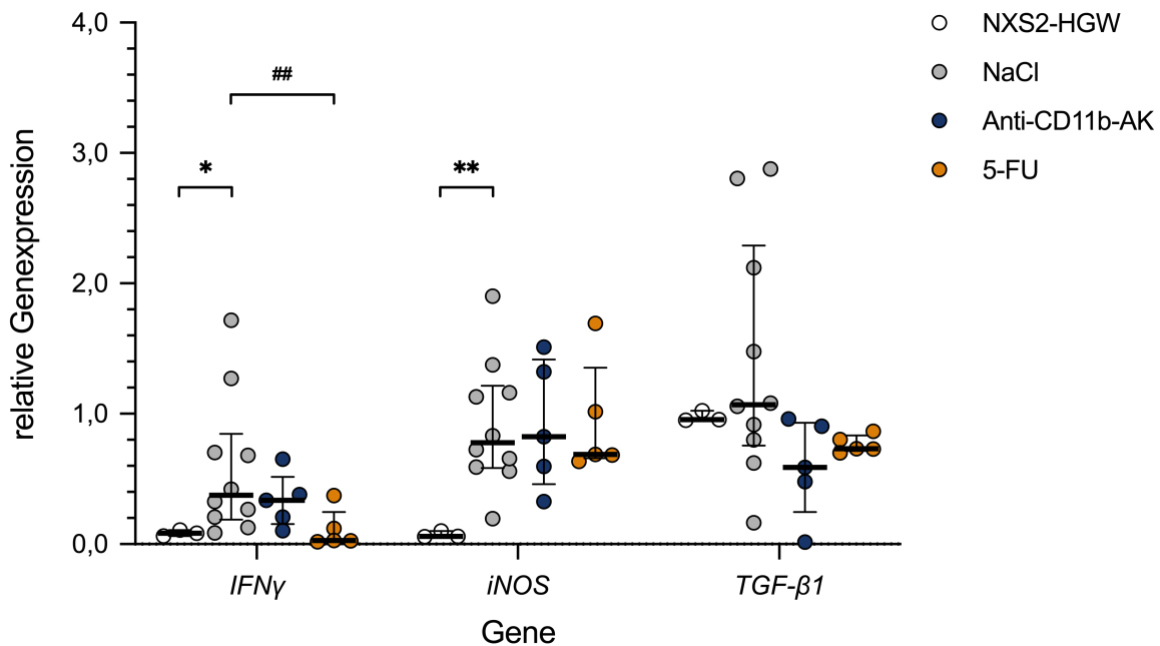 4,0
3,0
2,0
1,0
0,0
relative Genexpression
##
*
**
IFNγ
iNOS
TGF-β1
Gene
NXS2-HGW
NaCl
Anti-CD11b-AK
5-FU